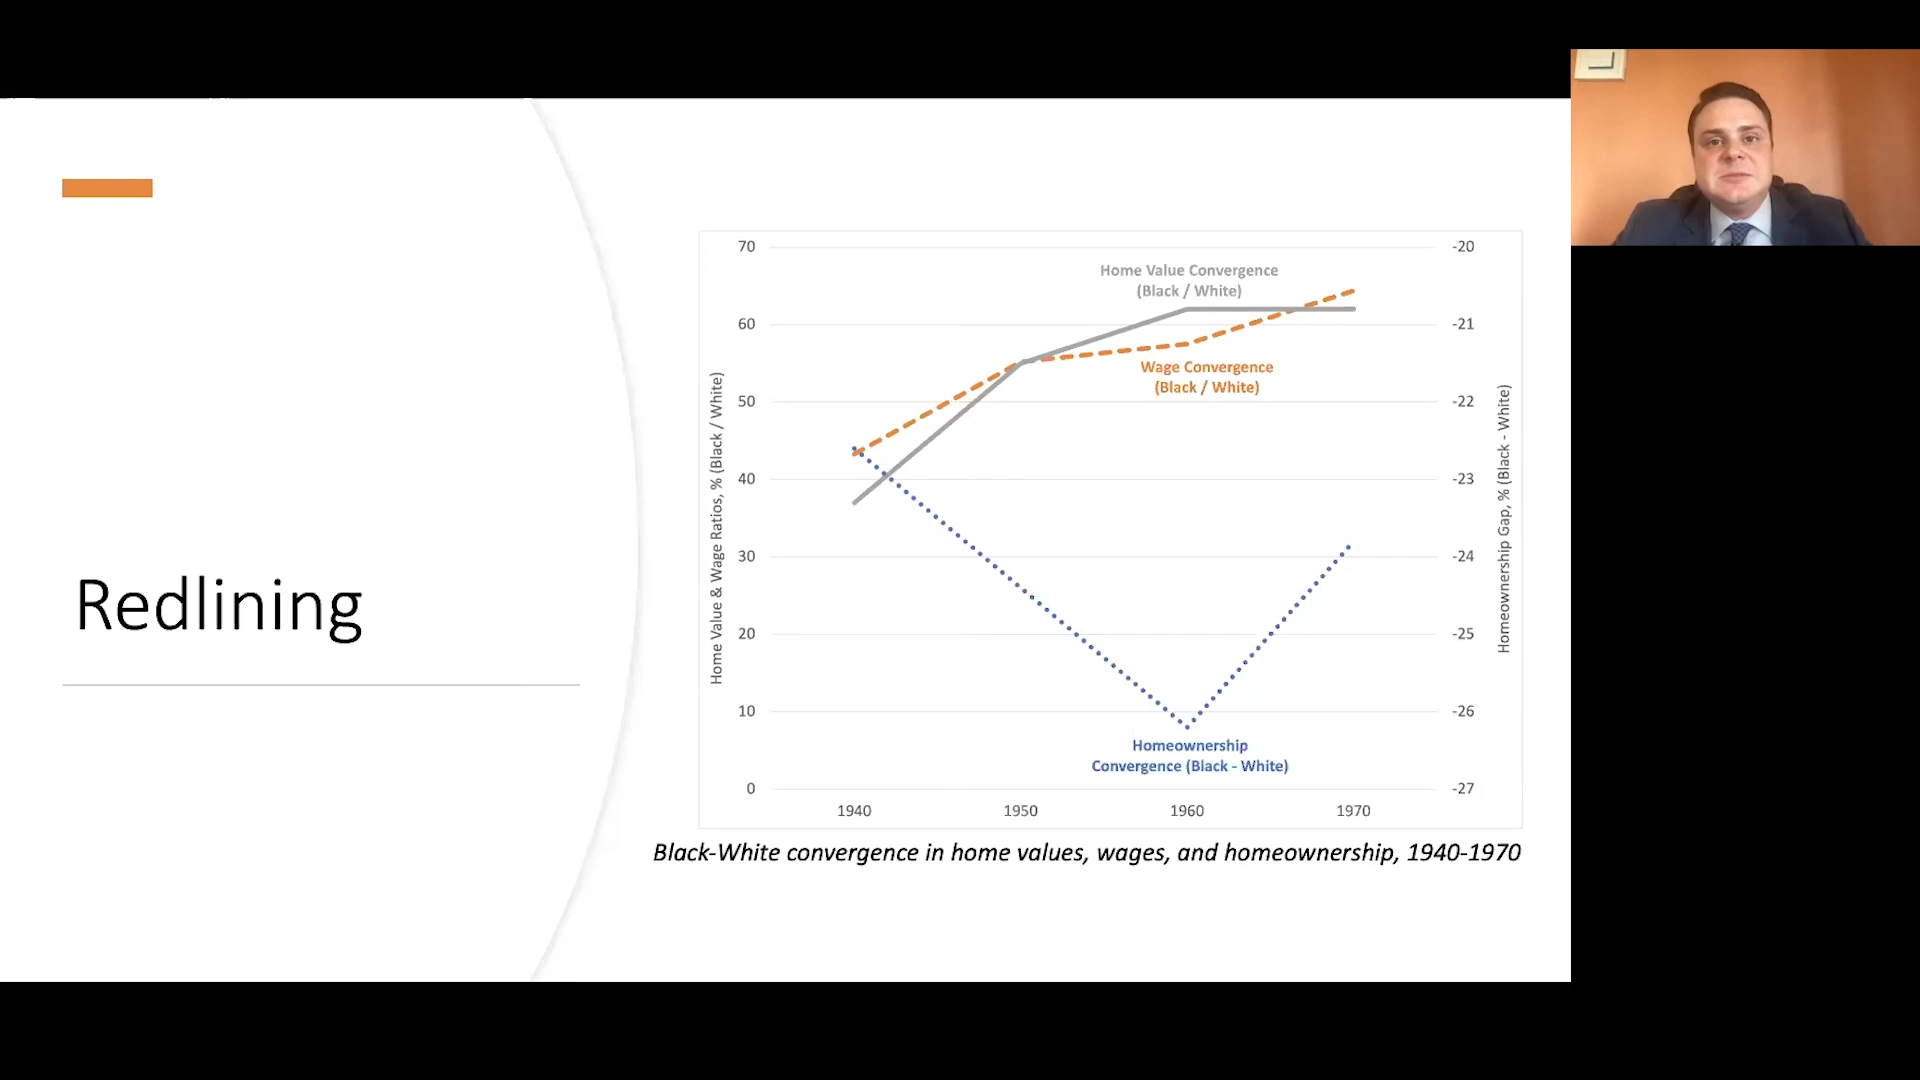 Redlining
70
60
50
40
30
20
10
0
Home Value & Wage Ratios, % (Black / White)
Home Value Convergence
(Black / White)
Wage Convergence
(Black / White)
Homeownership
Convergence (Black - White)
1940 1950 1960 1970
-20
-21
-22
-23
-24
-25
-26
-27
Homeownership Gap, % (Black - White)
Black-White convergence in home values, wages, and homeownership, 1940-1970